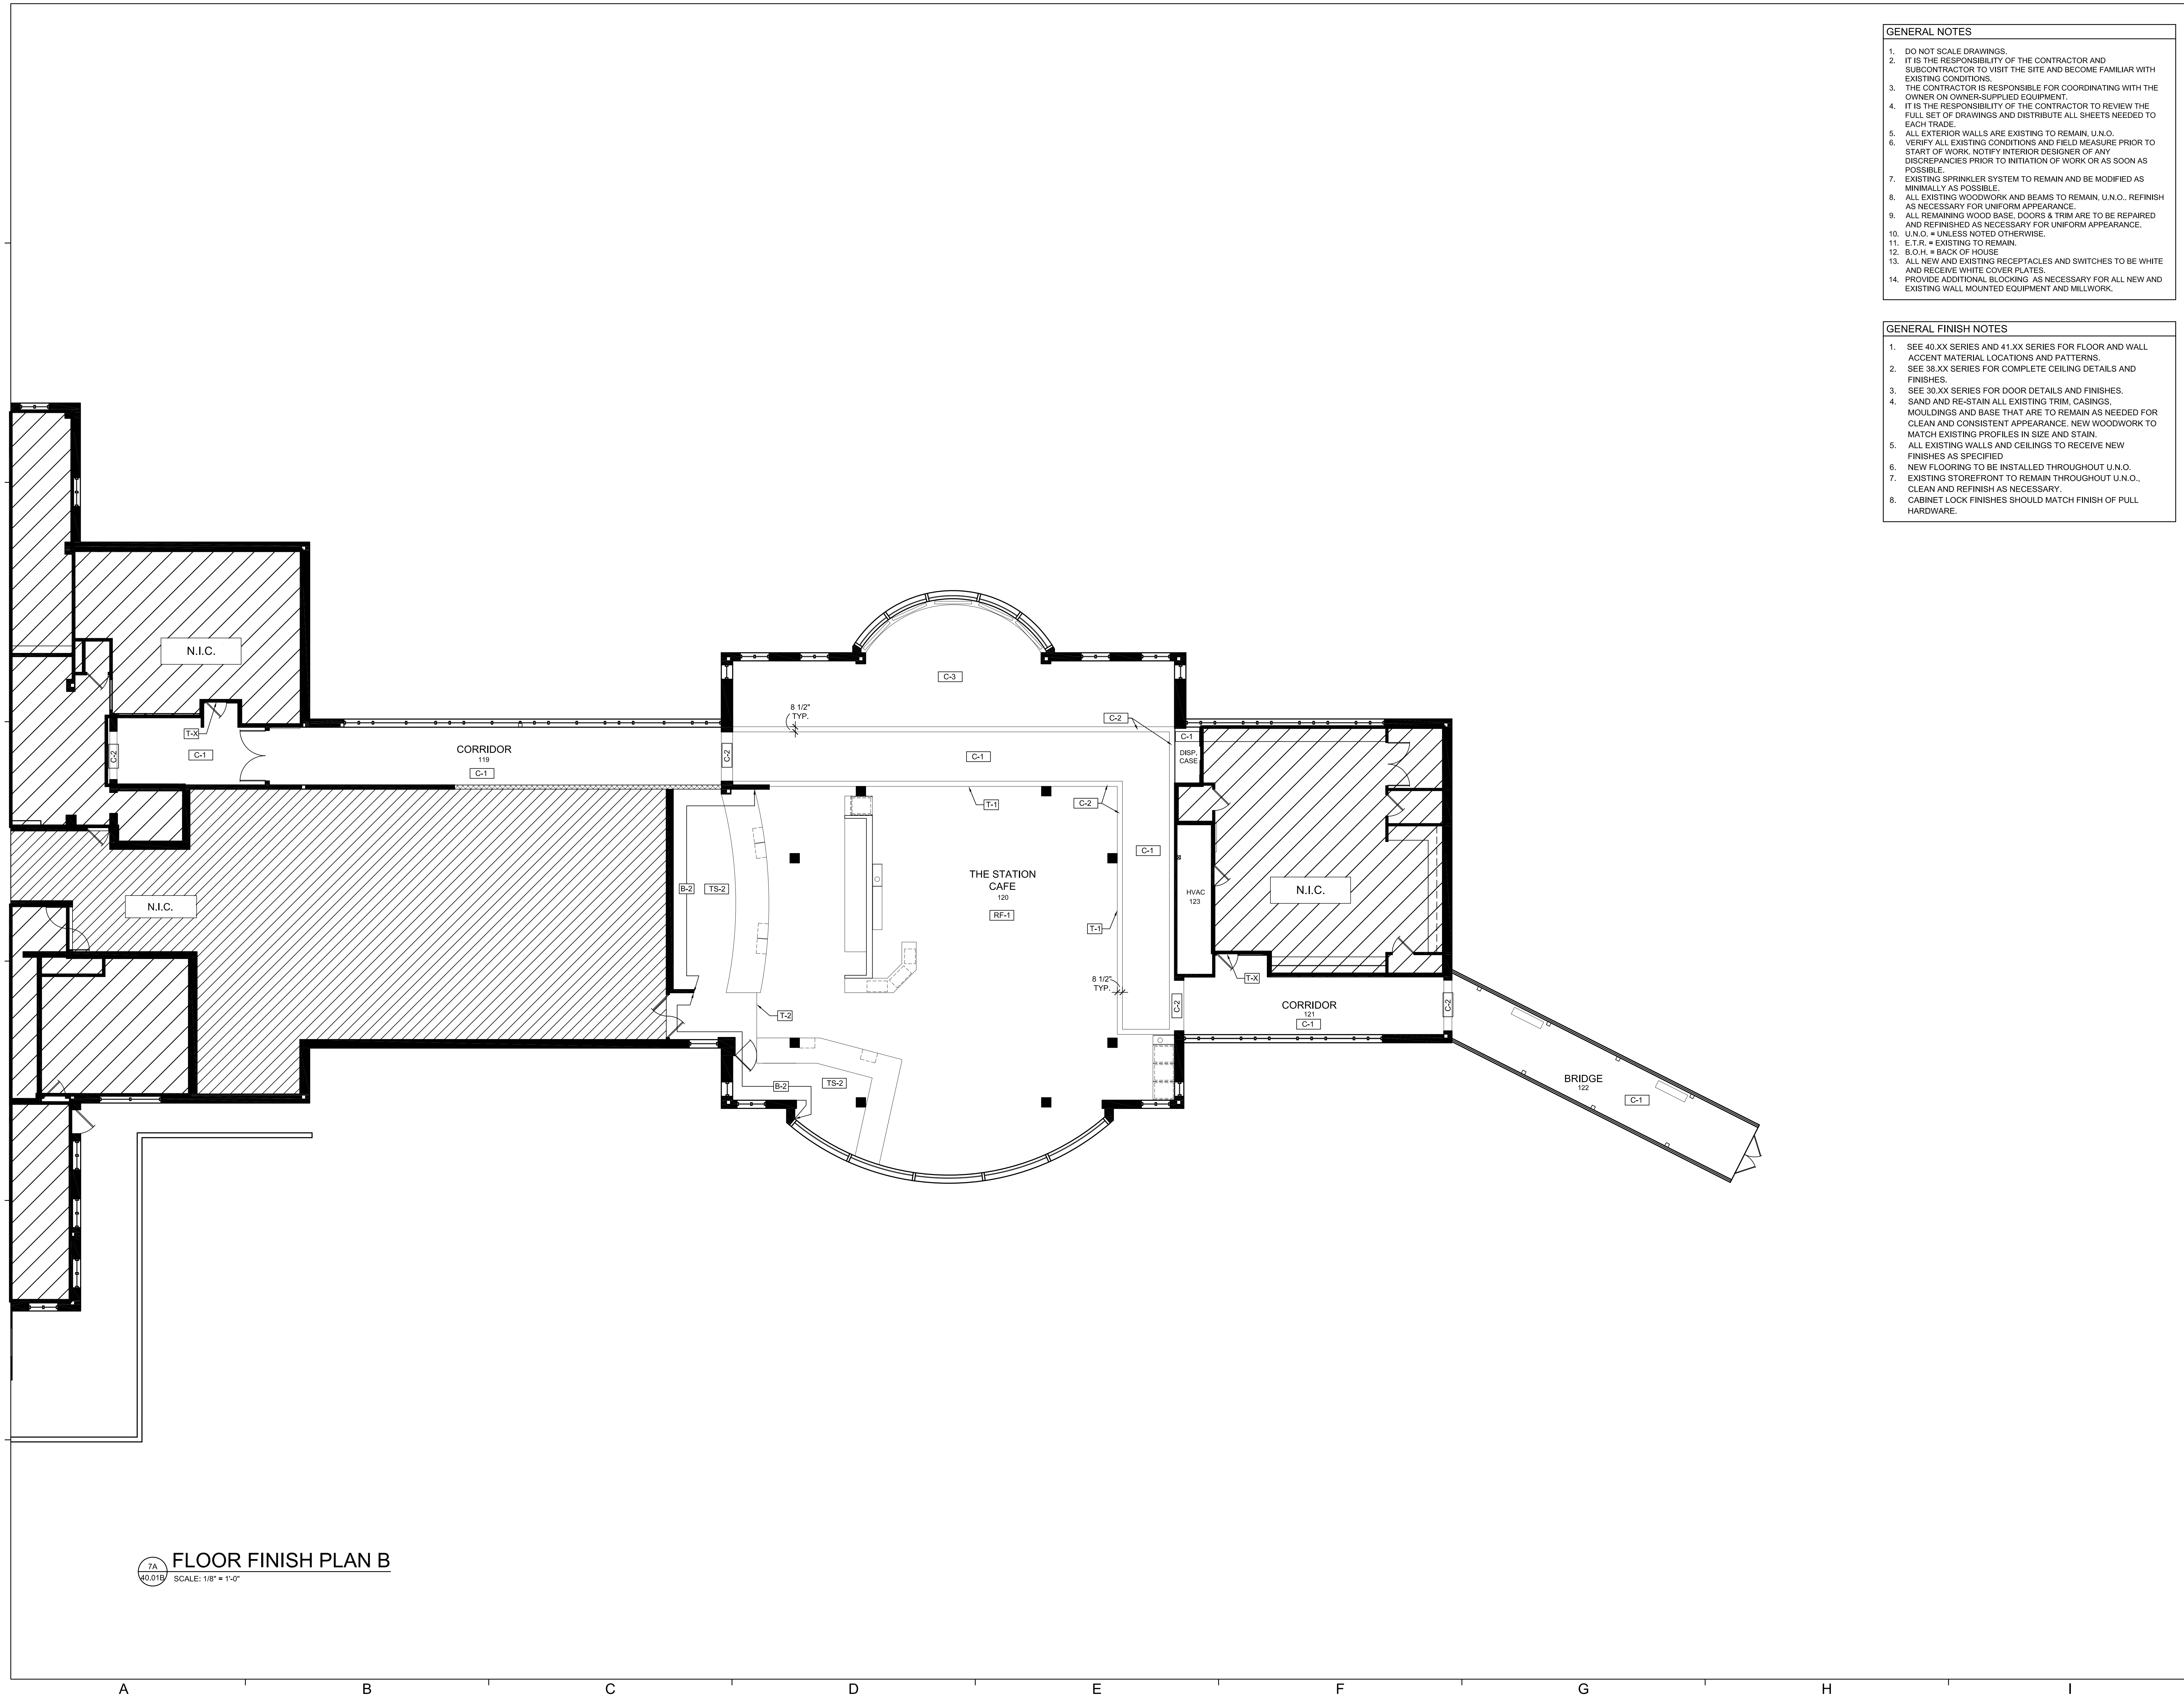 GENERAL NOTES
1. DO NOT SCALE DRAWINGS.
2. IT IS THE RESPONSIBILITY OF THE CONTRACTOR AND
SUBCONTRACTOR TO VISIT THE SITE AND BECOME FAMILIAR WITH
EXISTING CONDITIONS.
3. THE CONTRACTOR IS RESPONSIBLE FOR COORDINATING WITH THE
OWNER ON OWNER-SUPPLIED EQUIPMENT.
4. IT IS THE RESPONSIBILITY OF THE CONTRACTOR TO REVIEW THE
FULL SET OF DRAWINGS AND DISTRIBUTE ALL SHEETS NEEDED TO
EACH TRADE.
5. ALL EXTERIOR WALLS ARE EXISTING TO REMAIN, U.N.O.
6. VERIFY ALL EXISTING CONDITIONS AND FIELD MEASURE PRIOR TO
START OF WORK. NOTIFY INTERIOR DESIGNER OF ANY
DISCREPANCIES PRIOR TO INITIATION OF WORK OR AS SOON AS
POSSIBLE.
7. EXISTING SPRINKLER SYSTEM TO REMAIN AND BE MODIFIED AS
MINIMALLY AS POSSIBLE.
8. ALL EXISTING WOODWORK AND BEAMS TO REMAIN, U.N.O.. REFINISH
AS NECESSARY FOR UNIFORM APPEARANCE.
9. ALL REMAINING WOOD BASE, DOORS & TRIM ARE TO BE REPAIRED
AND REFINISHED AS NECESSARY FOR UNIFORM APPEARANCE.
10. U.N.O. = UNLESS NOTED OTHERWISE.
11. E.T.R. = EXISTING TO REMAIN.
12. B.O.H. = BACK OF HOUSE
13. ALL NEW AND EXISTING RECEPTACLES AND SWITCHES TO BE WHITE
AND RECEIVE WHITE COVER PLATES.
14. PROVIDE ADDITIONAL BLOCKING AS NECESSARY FOR ALL NEW AND
EXISTING WALL MOUNTED EQUIPMENT AND MILLWORK.
GENERAL FINISH NOTES
1. SEE 40.XX SERIES AND 41.XX SERIES FOR FLOOR AND WALL
ACCENT MATERIAL LOCATIONS AND PATTERNS.
2. SEE 38.XX SERIES FOR COMPLETE CEILING DETAILS AND
FINISHES.
3. SEE 30.XX SERIES FOR DOOR DETAILS AND FINISHES.
4. SAND AND RE-STAIN ALL EXISTING TRIM, CASINGS,
MOULDINGS AND BASE THAT ARE TO REMAIN AS NEEDED FOR
CLEAN AND CONSISTENT APPEARANCE. NEW WOODWORK TO
MATCH EXISTING PROFILES IN SIZE AND STAIN.
5. ALL EXISTING WALLS AND CEILINGS TO RECEIVE NEW
FINISHES AS SPECIFIED
6. NEW FLOORING TO BE INSTALLED THROUGHOUT U.N.O.
7. EXISTING STOREFRONT TO REMAIN THROUGHOUT U.N.O.,
CLEAN AND REFINISH AS NECESSARY.
8. CABINET LOCK FINISHES SHOULD MATCH FINISH OF PULL
HARDWARE.
N.I.C.
C-3
8 1/2"
TYP.
C-2
T-X
C-1
C-2
CORRIDOR
119
C-1
C-2
C-1
C-1
DISP.
CASE
T-1
C-2
C-1
THE STATION
CAFE
120
RF-1
B-2
TS-2
HVAC
123
N.I.C.
N.I.C.
T-1
8 1/2"
TYP.
T-X
C-2
CORRIDOR
121
C-1
C-2
T-2
B-2
TS-2
BRIDGE
122
C-1
7A
40.01B
FLOOR FINISH PLAN B
SCALE: 1/8" = 1'-0"
A
B
C
D
E
F
G
H
I